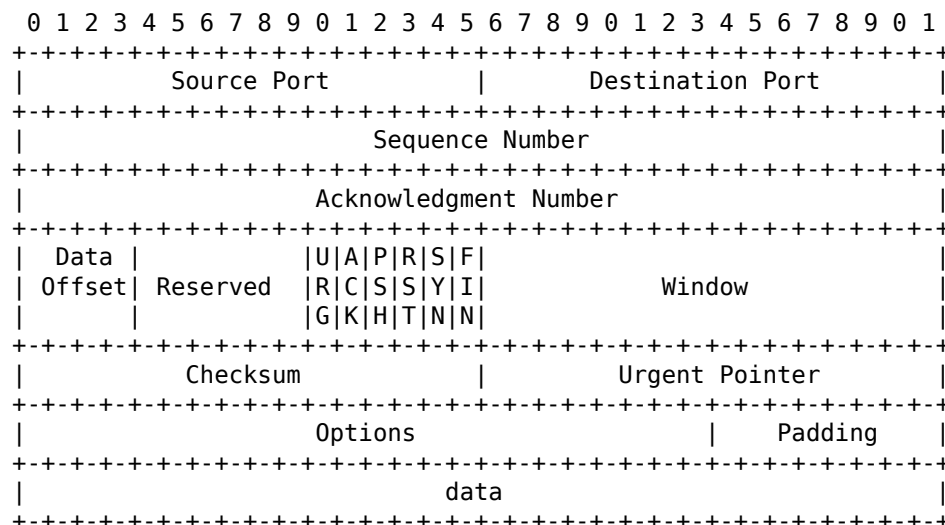 0 1 2 3 4 5 6 7 8 9 0 1 2 3 4 5 6 7 8 9 0 1 2 3 4 5 6 7 8 9 0 1
+-+-+-+-+-+-+-+-+-+-+-+-+-+-+-+-+-+-+-+-+-+-+-+-+-+-+-+-+-+-+-+-+
|          Source Port          |       Destination Port        |
+-+-+-+-+-+-+-+-+-+-+-+-+-+-+-+-+-+-+-+-+-+-+-+-+-+-+-+-+-+-+-+-+
|                        Sequence Number                        |
+-+-+-+-+-+-+-+-+-+-+-+-+-+-+-+-+-+-+-+-+-+-+-+-+-+-+-+-+-+-+-+-+
|                    Acknowledgment Number                      |
+-+-+-+-+-+-+-+-+-+-+-+-+-+-+-+-+-+-+-+-+-+-+-+-+-+-+-+-+-+-+-+-+
|  Data |           |U|A|P|R|S|F|                               |
| Offset| Reserved  |R|C|S|S|Y|I|            Window             |
|       |           |G|K|H|T|N|N|                               |
+-+-+-+-+-+-+-+-+-+-+-+-+-+-+-+-+-+-+-+-+-+-+-+-+-+-+-+-+-+-+-+-+
|           Checksum            |         Urgent Pointer        |
+-+-+-+-+-+-+-+-+-+-+-+-+-+-+-+-+-+-+-+-+-+-+-+-+-+-+-+-+-+-+-+-+
|                    Options                    |    Padding    |
+-+-+-+-+-+-+-+-+-+-+-+-+-+-+-+-+-+-+-+-+-+-+-+-+-+-+-+-+-+-+-+-+
|                             data                              |
+-+-+-+-+-+-+-+-+-+-+-+-+-+-+-+-+-+-+-+-+-+-+-+-+-+-+-+-+-+-+-+-+